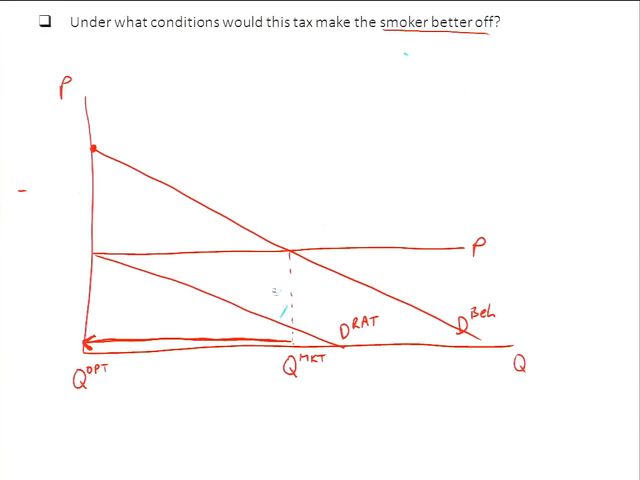 Under what conditions would this tax make the smoker better off?
P
P
D^RAT
D^Beh
Q^OPT
Q^MKT
Q